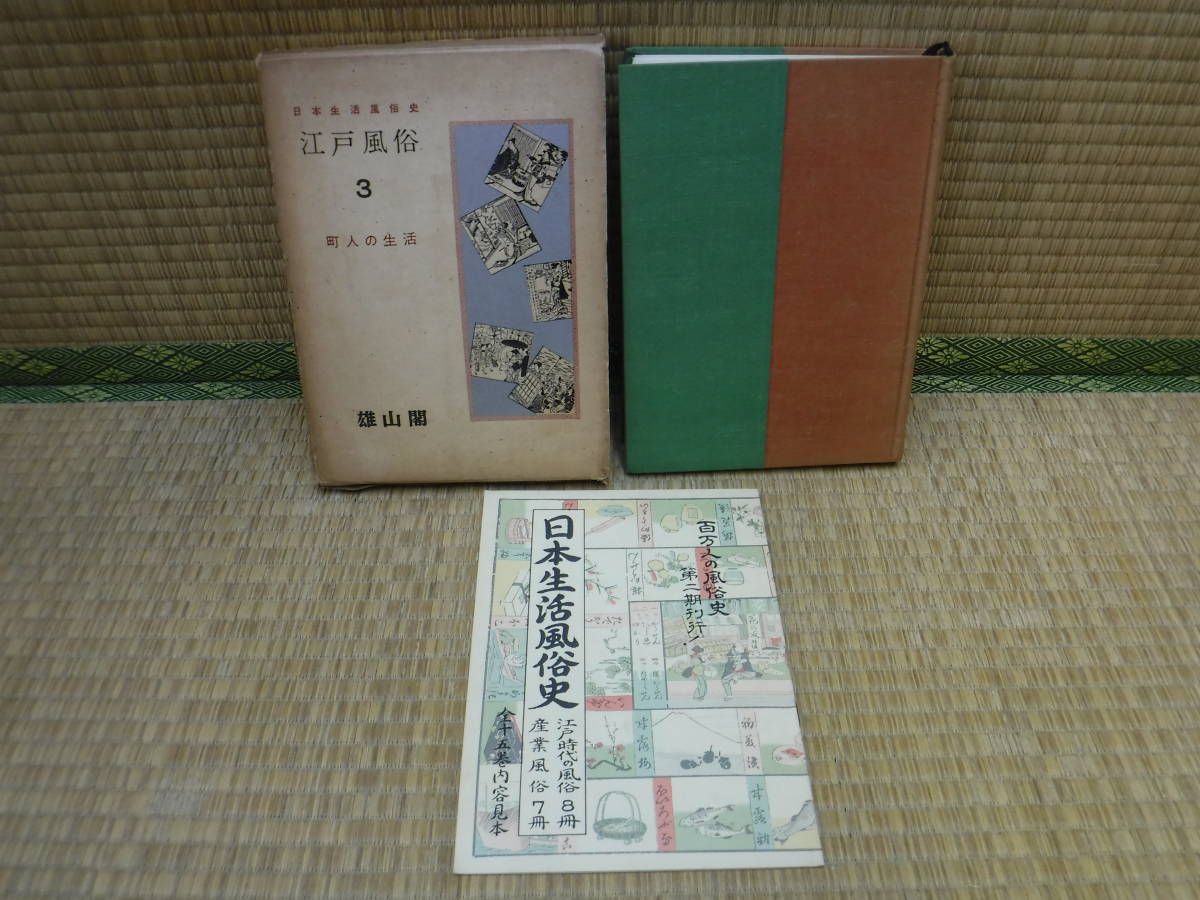 日本生活風俗史
江戸風俗
3
町人の生活
雄山閣
百万人の風俗史
第二期刊行!
日本生活風俗史
江戸時代の風俗8冊
産業風俗7冊
全十五巻内容見本